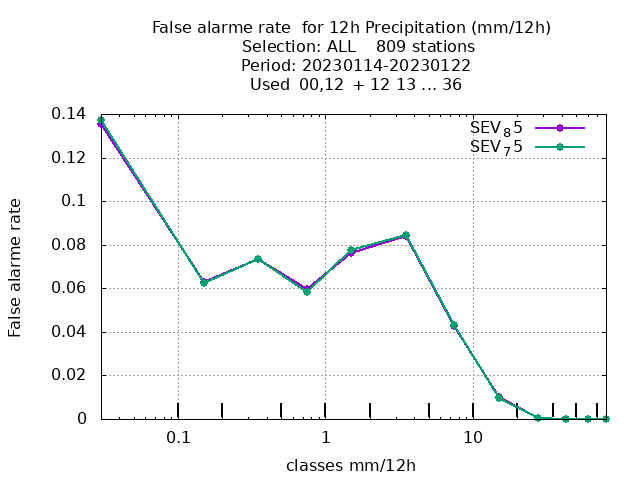 False alarme rate  for 12h Precipitation (mm/12h)
Selection: ALL    809 stations
Period: 20230114-20230122
Used  00,12  + 12 13 ... 36
SEV₈5
SEV₇5
0.14
0.12
0.1
0.08
0.06
0.04
0.02
0
False alarme rate
0.1 1 10
classes mm/12h